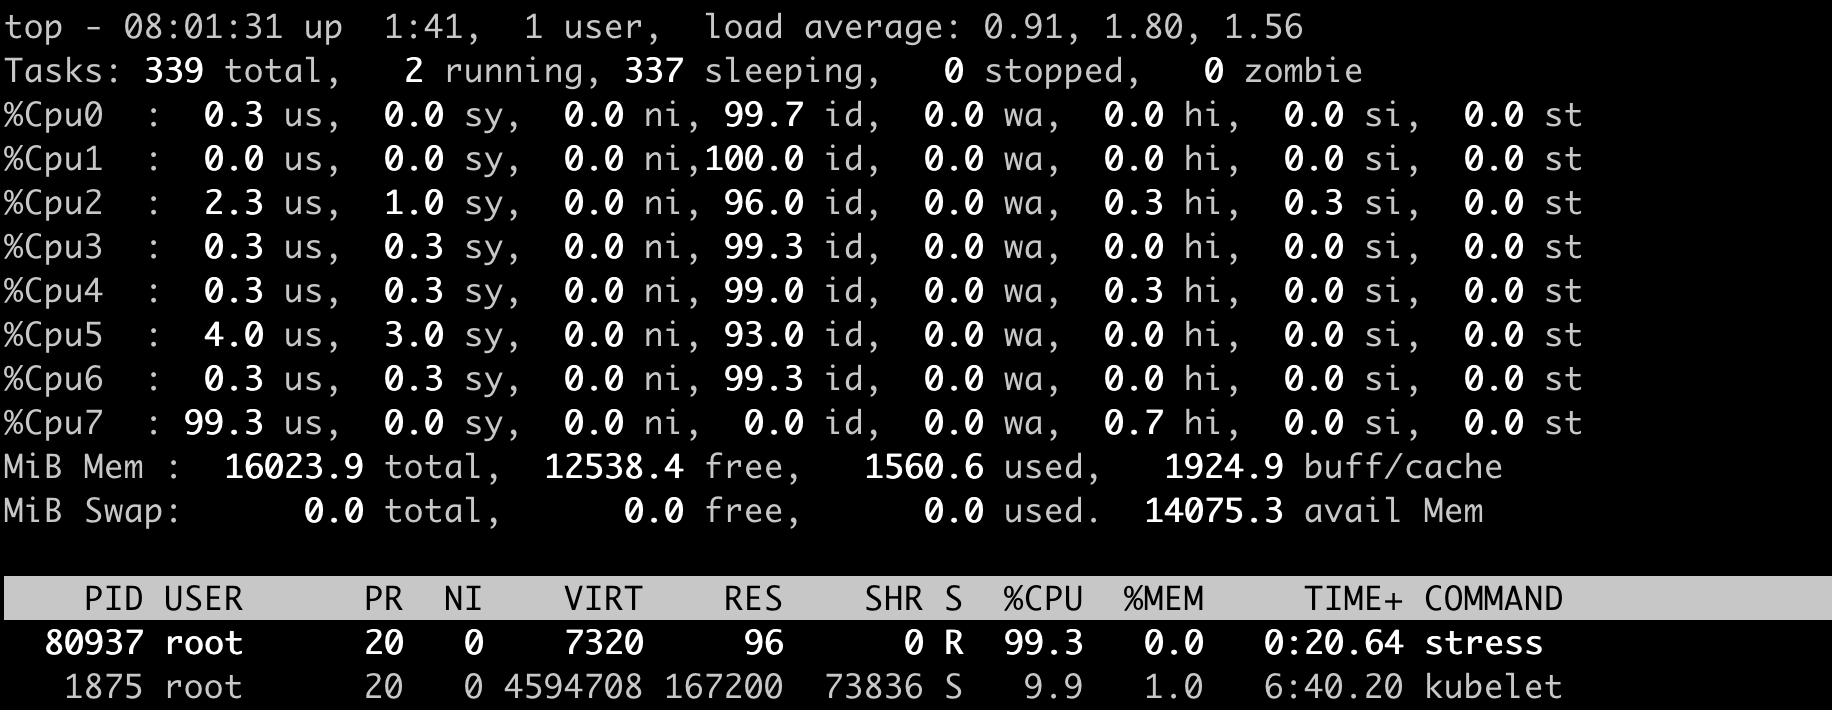 top - 08:01:31 up  1:41,  1 user,  load average: 0.91, 1.80, 1.56
Tasks: 339 total,   2 running, 337 sleeping,   0 stopped,   0 zombie
%Cpu0  :  0.3 us,  0.0 sy,  0.0 ni, 99.7 id,  0.0 wa,  0.0 hi,  0.0 si,  0.0 st
%Cpu1  :  0.0 us,  0.0 sy,  0.0 ni,100.0 id,  0.0 wa,  0.0 hi,  0.0 si,  0.0 st
%Cpu2  :  2.3 us,  1.0 sy,  0.0 ni, 96.0 id,  0.0 wa,  0.3 hi,  0.3 si,  0.0 st
%Cpu3  :  0.3 us,  0.3 sy,  0.0 ni, 99.3 id,  0.0 wa,  0.0 hi,  0.0 si,  0.0 st
%Cpu4  :  0.3 us,  0.3 sy,  0.0 ni, 99.0 id,  0.0 wa,  0.3 hi,  0.0 si,  0.0 st
%Cpu5  :  4.0 us,  3.0 sy,  0.0 ni, 93.0 id,  0.0 wa,  0.0 hi,  0.0 si,  0.0 st
%Cpu6  :  0.3 us,  0.3 sy,  0.0 ni, 99.3 id,  0.0 wa,  0.0 hi,  0.0 si,  0.0 st
%Cpu7  : 99.3 us,  0.0 sy,  0.0 ni,  0.0 id,  0.0 wa,  0.7 hi,  0.0 si,  0.0 st
MiB Mem :  16023.9 total,  12538.4 free,   1560.6 used,   1924.9 buff/cache
MiB Swap:      0.0 total,      0.0 free,      0.0 used.  14075.3 avail Mem
    PID USER      PR  NI    VIRT    RES    SHR S  %CPU  %MEM     TIME+ COMMAND
  80937 root      20   0    7320     96      0 R  99.3   0.0   0:20.64 stress
   1875 root      20   0 4594708 167200  73836 S   9.9   1.0   6:40.20 kubelet